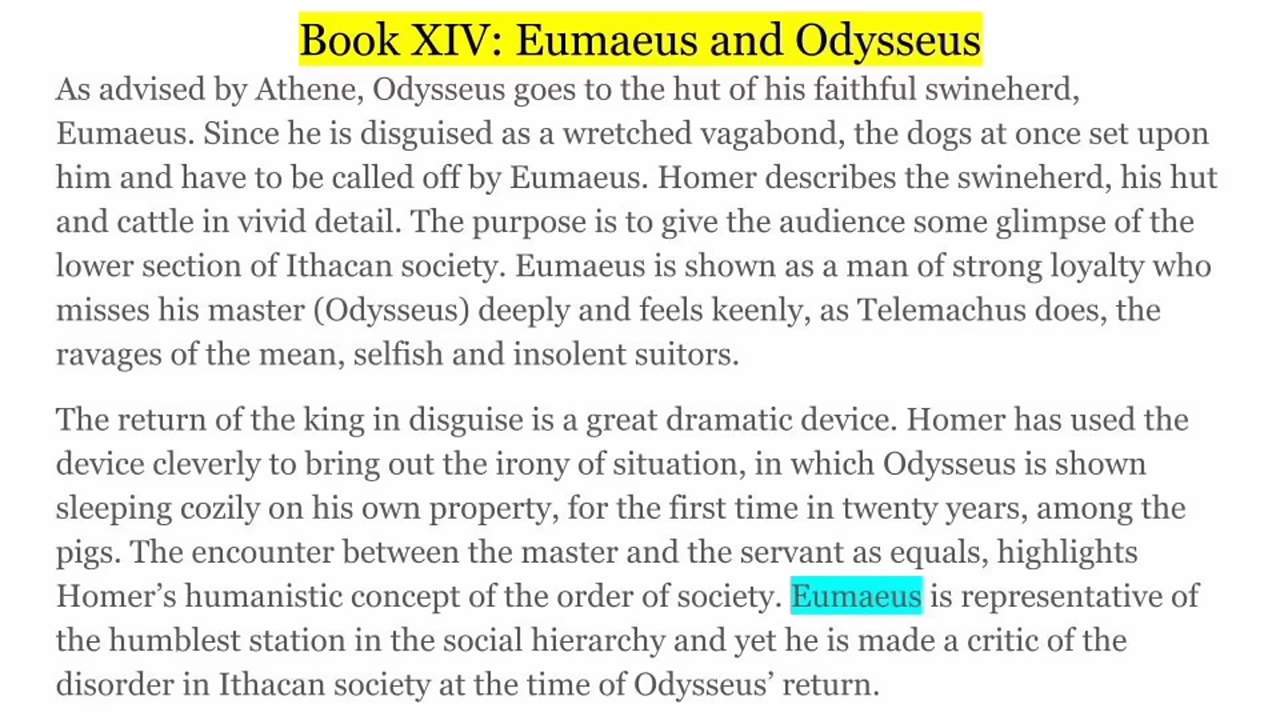 Book XIV: Eumaeus and Odysseus
As advised by Athene, Odysseus goes to the hut of his faithful swineherd,
Eumaeus. Since he is disguised as a wretched vagabond, the dogs at once set upon
him and have to be called off by Eumaeus. Homer describes the swineherd, his hut
and cattle in vivid detail. The purpose is to give the audience some glimpse of the
lower section of Ithacan society. Eumaeus is shown as a man of strong loyalty who
misses his master (Odysseus) deeply and feels keenly, as Telemachus does, the
ravages of the mean, selfish and insolent suitors.
The return of the king in disguise is a great dramatic device. Homer has used the
device cleverly to bring out the irony of situation, in which Odysseus is shown
sleeping cozily on his own property, for the first time in twenty years, among the
pigs. The encounter between the master and the servant as equals, highlights
Homer’s humanistic concept of the order of society. Eumaeus is representative of
the humblest station in the social hierarchy and yet he is made a critic of the
disorder in Ithacan society at the time of Odysseus’ return.